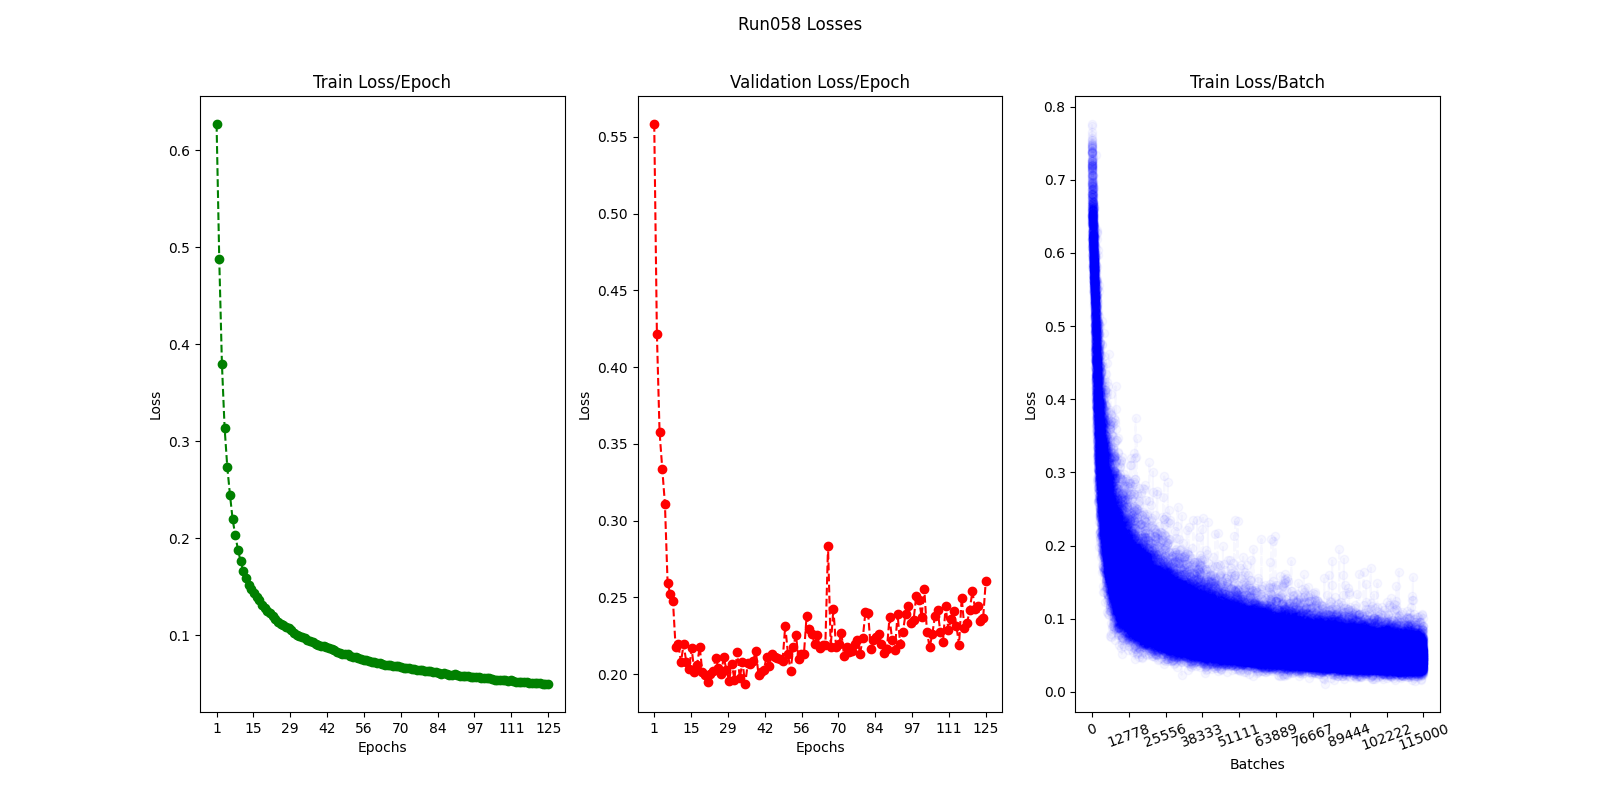 Run058 Losses
Train Loss/Epoch
Loss
0.6
0.5
0.4
0.3
0.2
0.1
1 15 29 42 56 70 84 97 111 125
Epochs
Validation Loss/Epoch
Loss
0.55
0.50
0.45
0.40
0.35
0.30
0.25
0.20
1 15 29 42 56 70 84 97 111 125
Epochs
Train Loss/Batch
Loss
0.8
0.7
0.6
0.5
0.4
0.3
0.2
0.1
0.0
0 12778 25556 38333 51111 63889 76667 89444 102222 115000
Batches